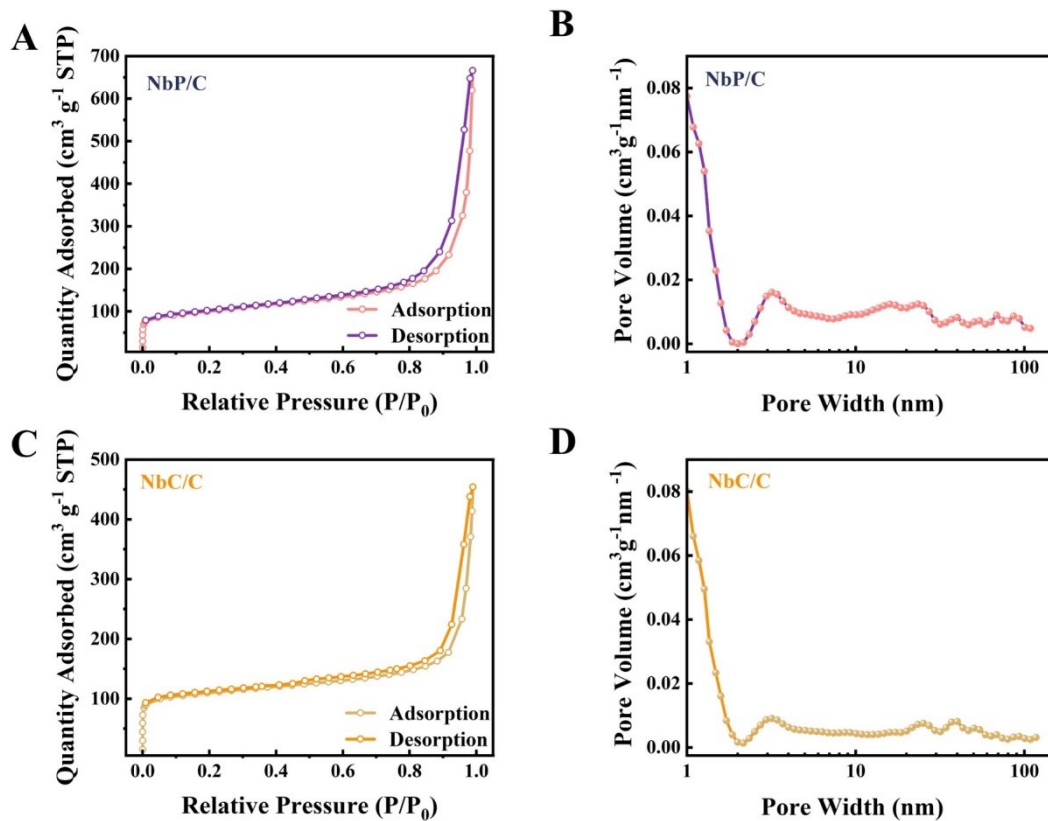 A
Quantity Adsorbed (cm³ g⁻¹ STP)
700
600
500
400
300
200
100
0
NbP/C
Adsorption
Desorption
0.0 0.2 0.4 0.6 0.8 1.0
Relative Pressure (P/P₀)
B
Pore Volume (cm³g⁻¹nm⁻¹)
0.08
0.06
0.04
0.02
0.00
NbP/C
1 10 100
Pore Width (nm)
C
Quantity Adsorbed (cm³ g⁻¹ STP)
500
400
300
200
100
0
NbC/C
Adsorption
Desorption
0.0 0.2 0.4 0.6 0.8 1.0
Relative Pressure (P/P₀)
D
Pore Volume (cm³g⁻¹nm⁻¹)
0.08
0.06
0.04
0.02
0.00
NbC/C
1 10 100
Pore Width (nm)